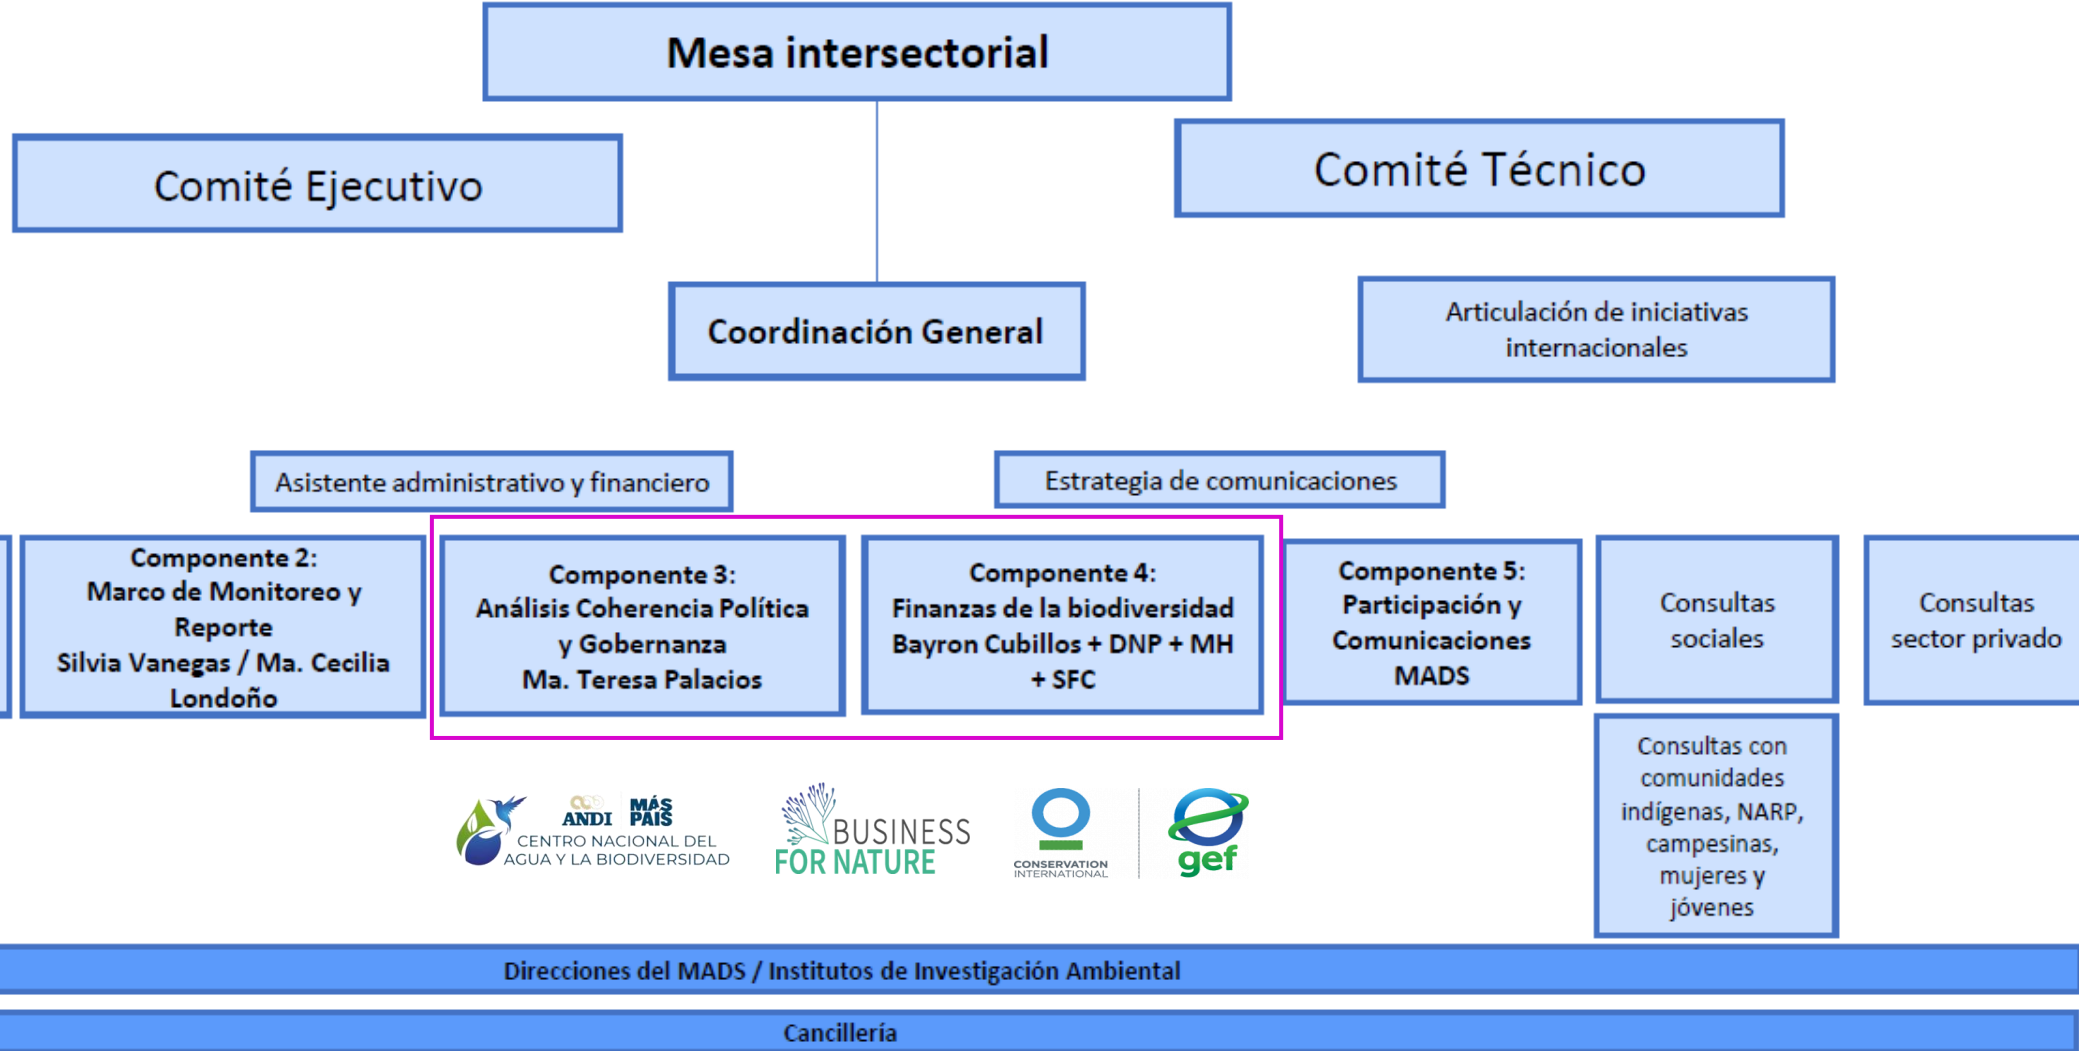 Mesa intersectorial
Comité Ejecutivo
Comité Técnico
Coordinación General
Articulación de iniciativas
internacionales
Asistente administrativo y financiero
Estrategia de comunicaciones
Componente 2:
Marco de Monitoreo y
Reporte
Silvia Vanegas / Ma. Cecilia
Londoño
Componente 3:
Análisis Coherencia Política
y Gobernanza
Ma. Teresa Palacios
Componente 4:
Finanzas de la biodiversidad
Bayron Cubillos + DNP + MH
+ SFC
Componente 5:
Participación y
Comunicaciones
MADS
Consultas
sociales
Consultas
sector privado
Consultas con
comunidades
indígenas, NARP,
campesinas,
mujeres y
jóvenes
ANDI
MÁS
PAÍS
CENTRO NACIONAL DEL
AGUA Y LA BIODIVERSIDAD
BUSINESS
FOR NATURE
CONSERVATION
INTERNATIONAL
gef
Direcciones del MADS / Institutos de Investigación Ambiental
Cancillería